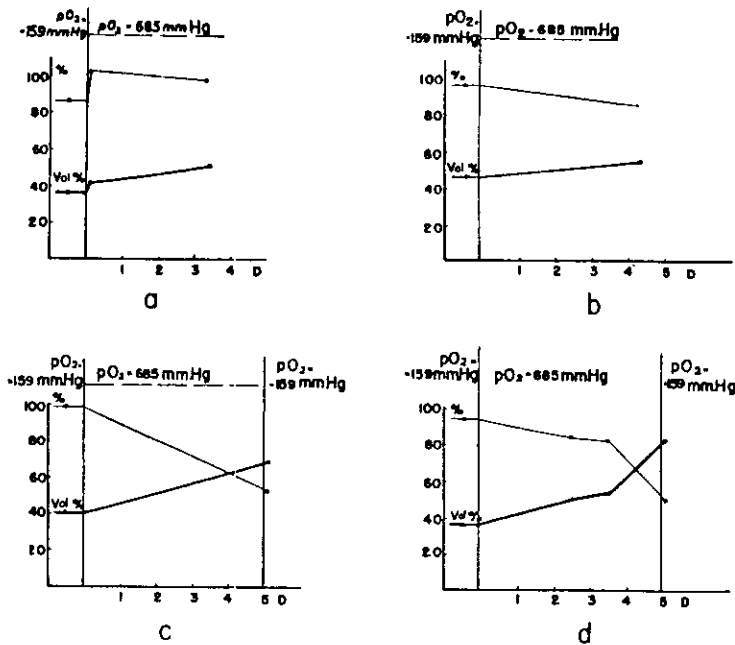 pO₂=
-159 mmHg
pO₂-685 mmHg
%
100
80
60
Vol %
40
20
1 2 3 4 D
a
pO₂=
-159 mmHg
pO₂-685 mmHg
%
100
80
60
Vol %
40
20
1 2 3 4 5 D
b
pO₂=
-159 mmHg
pO₂-685 mmHg
pO₂=
-159 mmHg
100
%
80
60
Vol %
40
20
1 2 3 4 5 D
c
pO₂=
-159 mmHg
pO₂-685 mmHg
pO₂=
-159 mmHg
100
%
80
60
Vol %
40
20
1 2 3 4 5 D
d